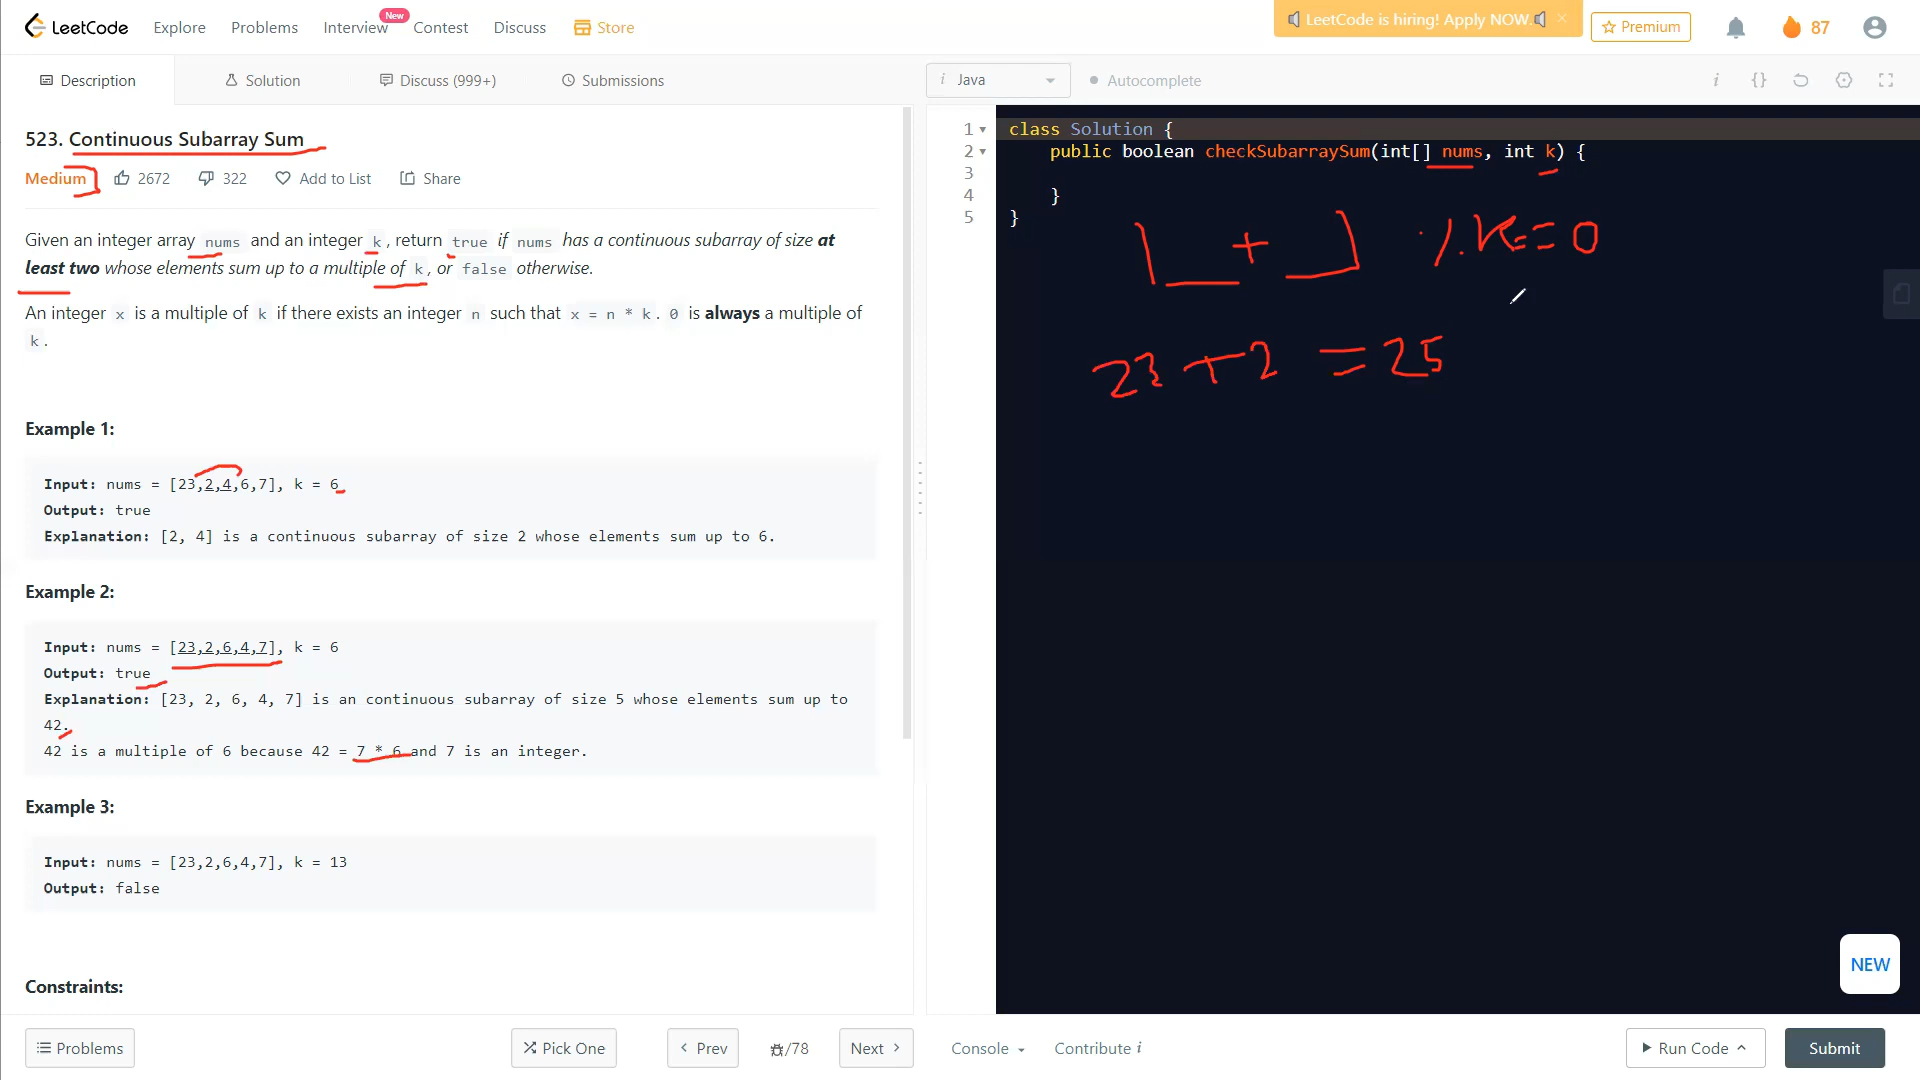 LeetCode Explore Problems Interview New Contest Discuss Store
LeetCode is hiring! Apply NOW. Premium 87
Description Solution Discuss (999+) Submissions
i Java Autocomplete i {}
523. Continuous Subarray Sum
Medium 2672 322 Add to List Share
Given an integer array nums and an integer k, return true if nums has a continuous subarray of size at
least two whose elements sum up to a multiple of k, or false otherwise.
An integer x is a multiple of k if there exists an integer n such that x = n * k. 0 is always a multiple of
k.
Example 1:
Input: nums = [23,2,4,6,7], k = 6
Output: true
Explanation: [2, 4] is a continuous subarray of size 2 whose elements sum up to 6.
Example 2:
Input: nums = [23,2,6,4,7], k = 6
Output: true
Explanation: [23, 2, 6, 4, 7] is an continuous subarray of size 5 whose elements sum up to
42.
42 is a multiple of 6 because 42 = 7 * 6 and 7 is an integer.
Example 3:
Input: nums = [23,2,6,4,7], k = 13
Output: false
Constraints:
1 class Solution {
2 public boolean checkSubarraySum(int[] nums, int k) {
3
4 }
5 }
+ % K == 0
23 + 2 = 25
NEW
Problems Pick One < Prev /78 Next > Console Contribute i Run Code Submit